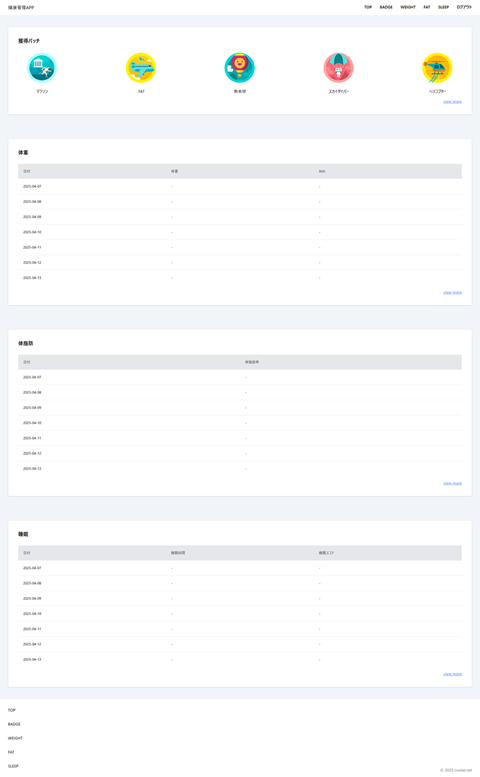 健康管理APP
TOP BADGE WEIGHT FAT SLEEP ログアウト
獲得バッチ
マラソン F&F 熱気球 スカイダイバー ヘリコプター
view more
体重
日付 体重 BMI
2025-04-07 - -
2025-04-08 - -
2025-04-09 - -
2025-04-10 - -
2025-04-11 - -
2025-04-12 - -
2025-04-13 - -
view more
体脂肪
日付 体脂肪率
2025-04-07 -
2025-04-08 -
2025-04-09 -
2025-04-10 -
2025-04-11 -
2025-04-12 -
2025-04-13 -
view more
睡眠
日付 睡眠時間 睡眠スコア
2025-04-07 - -
2025-04-08 - -
2025-04-09 - -
2025-04-10 - -
2025-04-11 - -
2025-04-12 - -
2025-04-13 - -
view more
TOP
BADGE
WEIGHT
FAT
SLEEP
© 2025